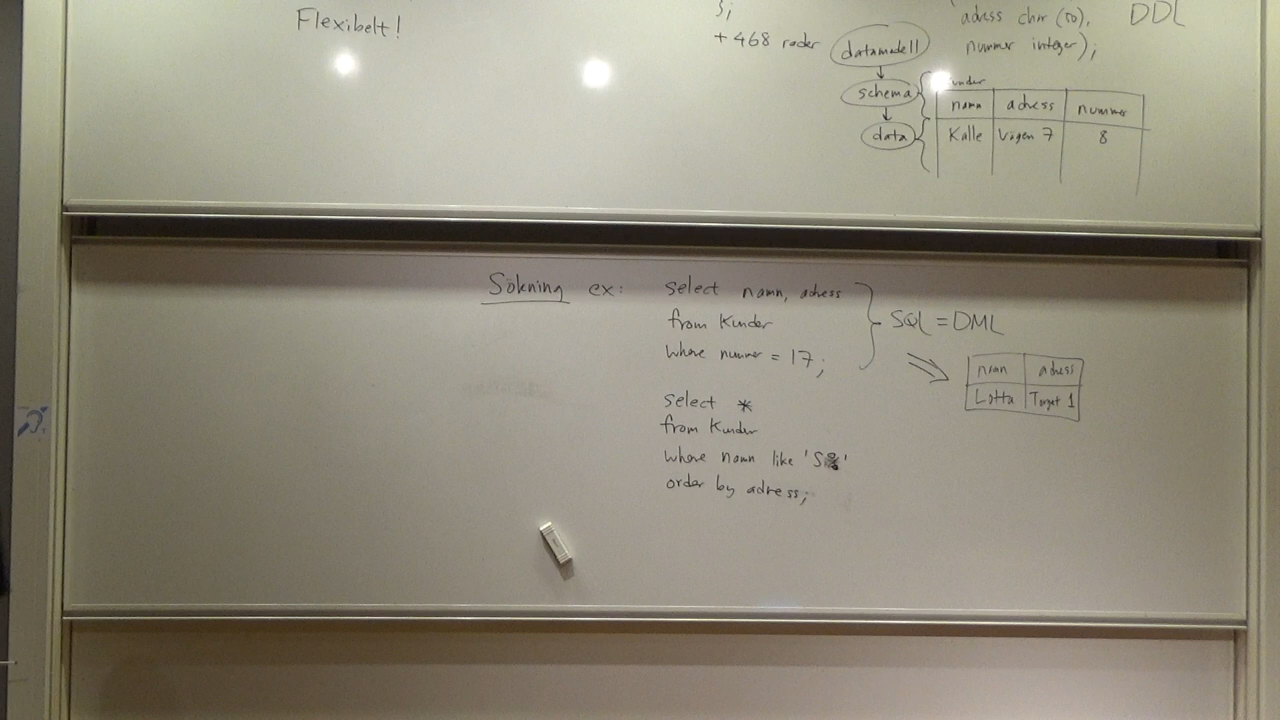 Flexibelt!
};
+ 468 rader
datamodell
schema
data
adress char(50),
nummer integer);
DDL
namn adress nummer
Kalle Vägen 7 8
Sökning ex:
select namn, adress
from Kunder
where nummer = 17;
SQL = DML
namn adress
Lotta Torget 1
select *
from Kunder
where namn like 'S%'
order by adress;